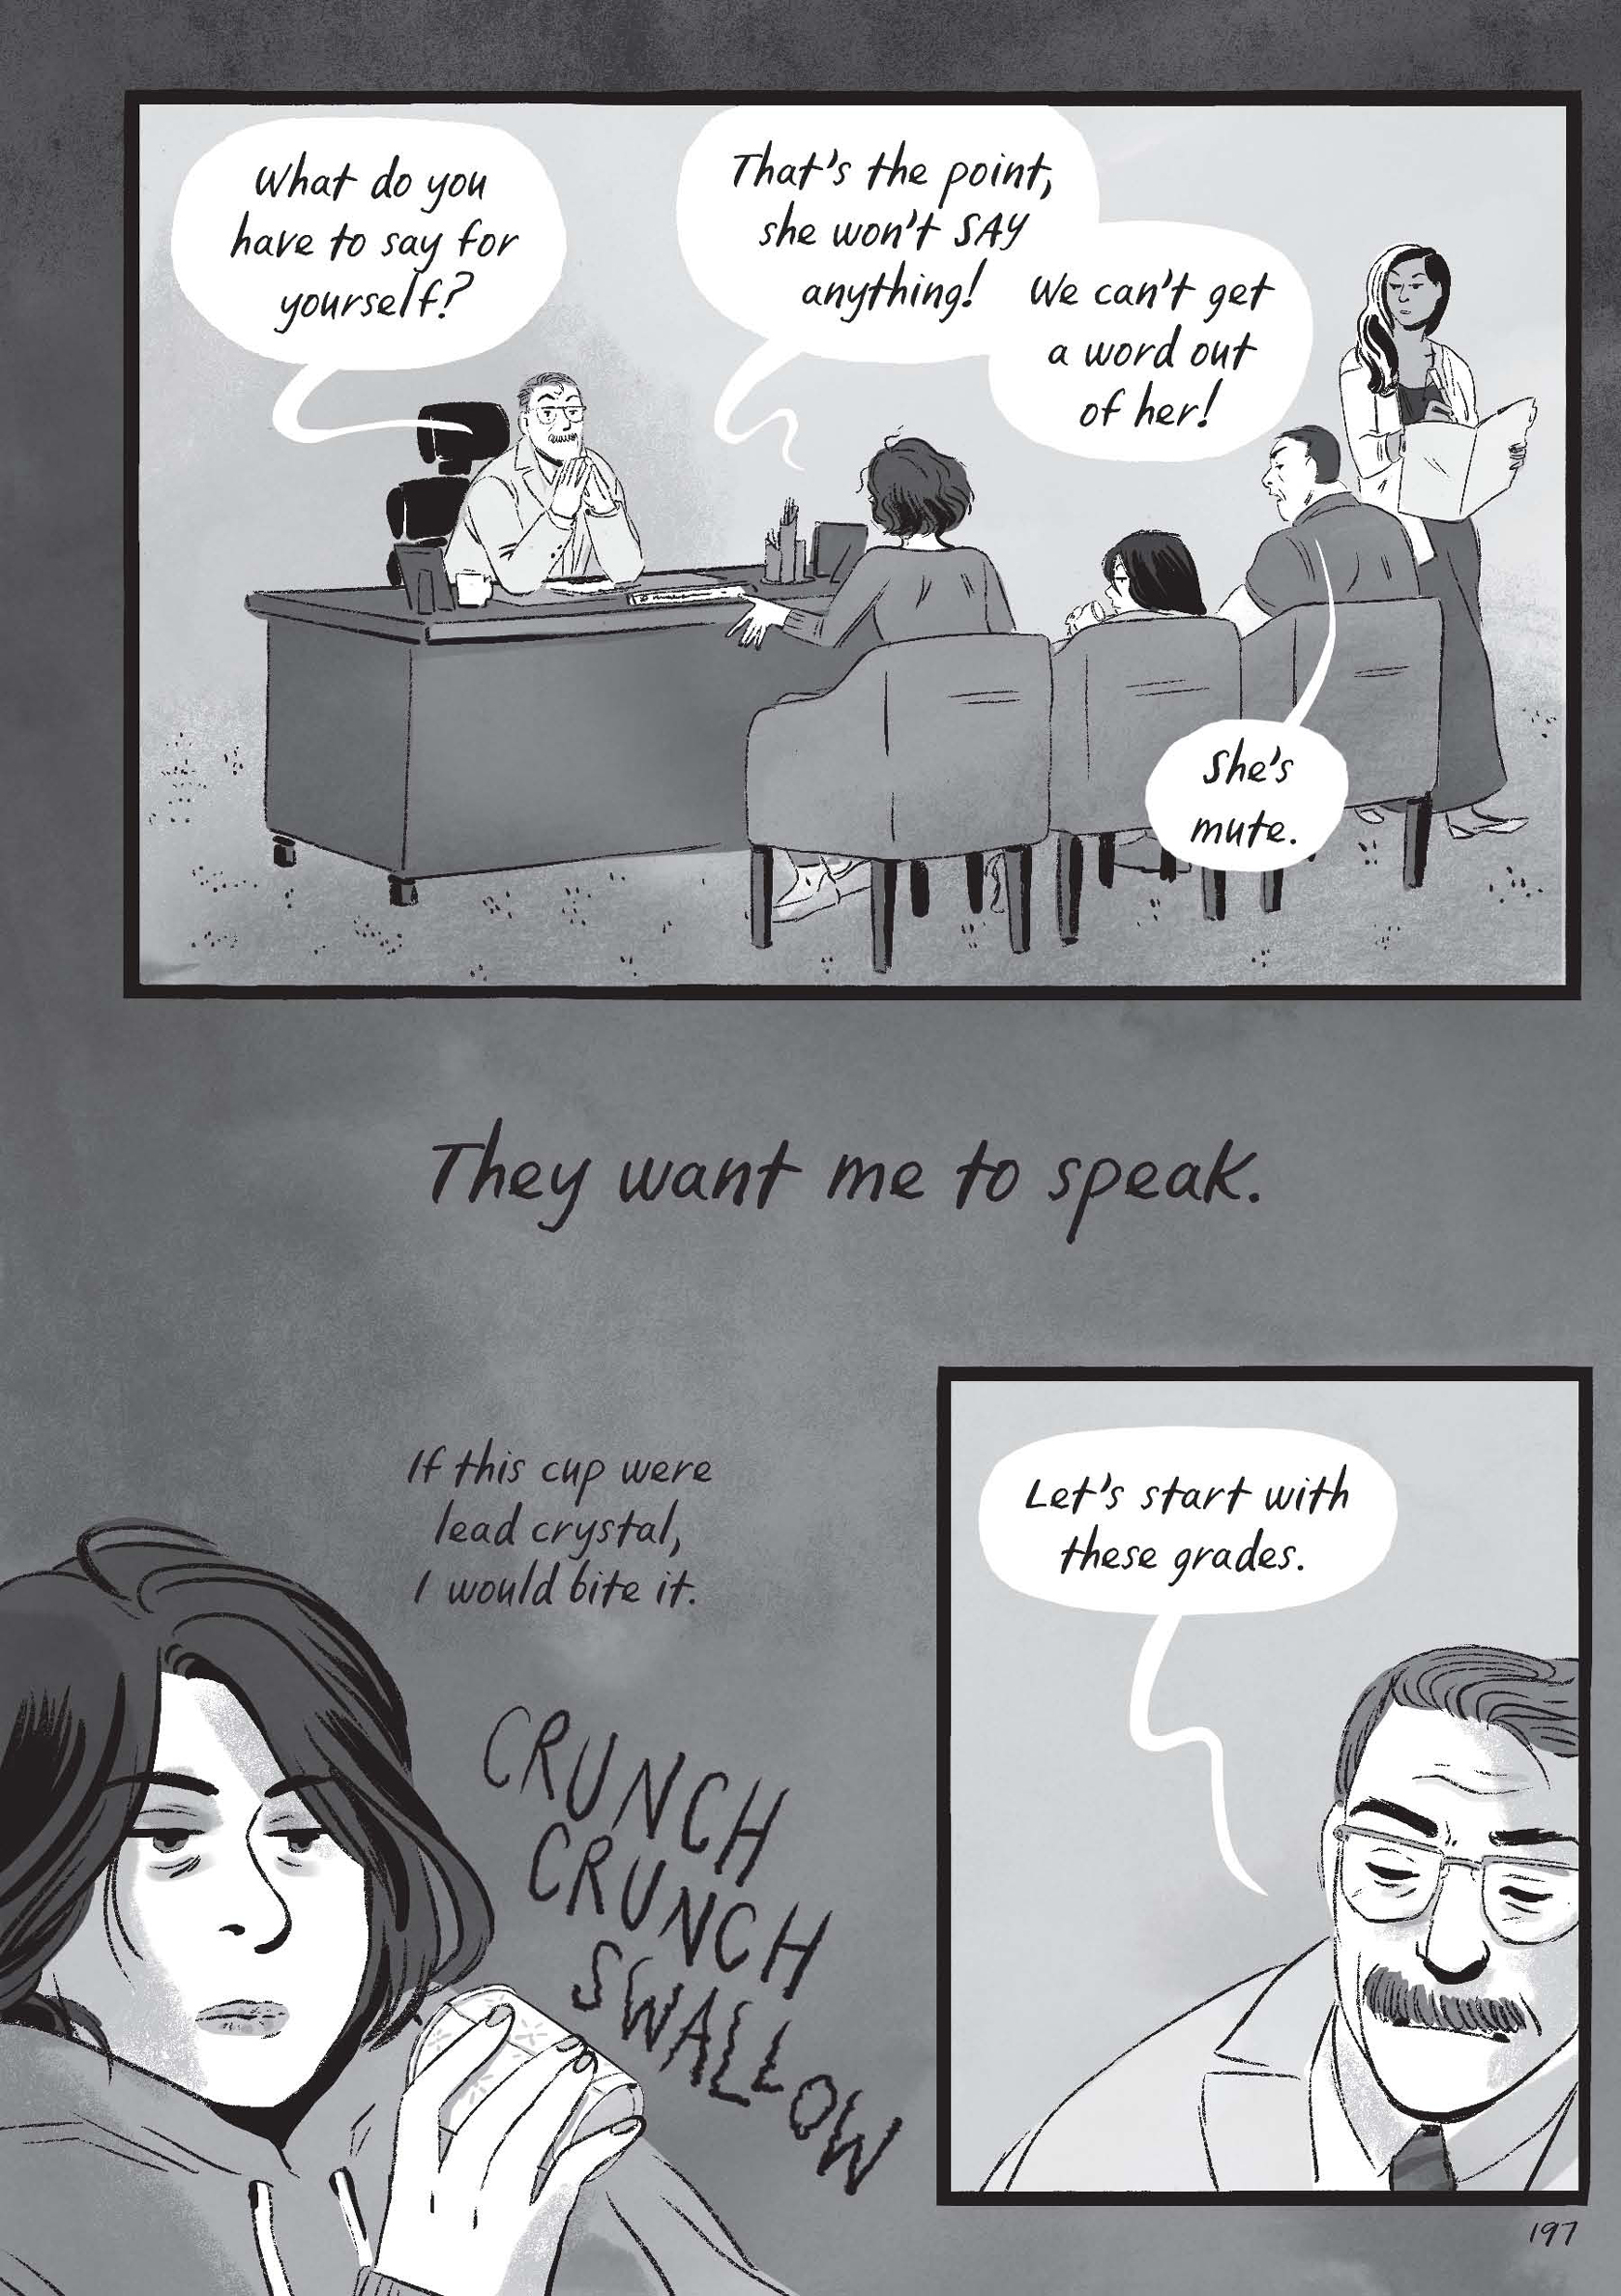 What do you
have to say for
yourself?
That's the point,
she won't SAY
anything!
We can't get
a word out
of her!
She's
mute.
They want me to speak.
If this cup were
lead crystal,
I would bite it.
CRUNCH
CRUNCH
SWALLOW
Let's start with
these grades.
197